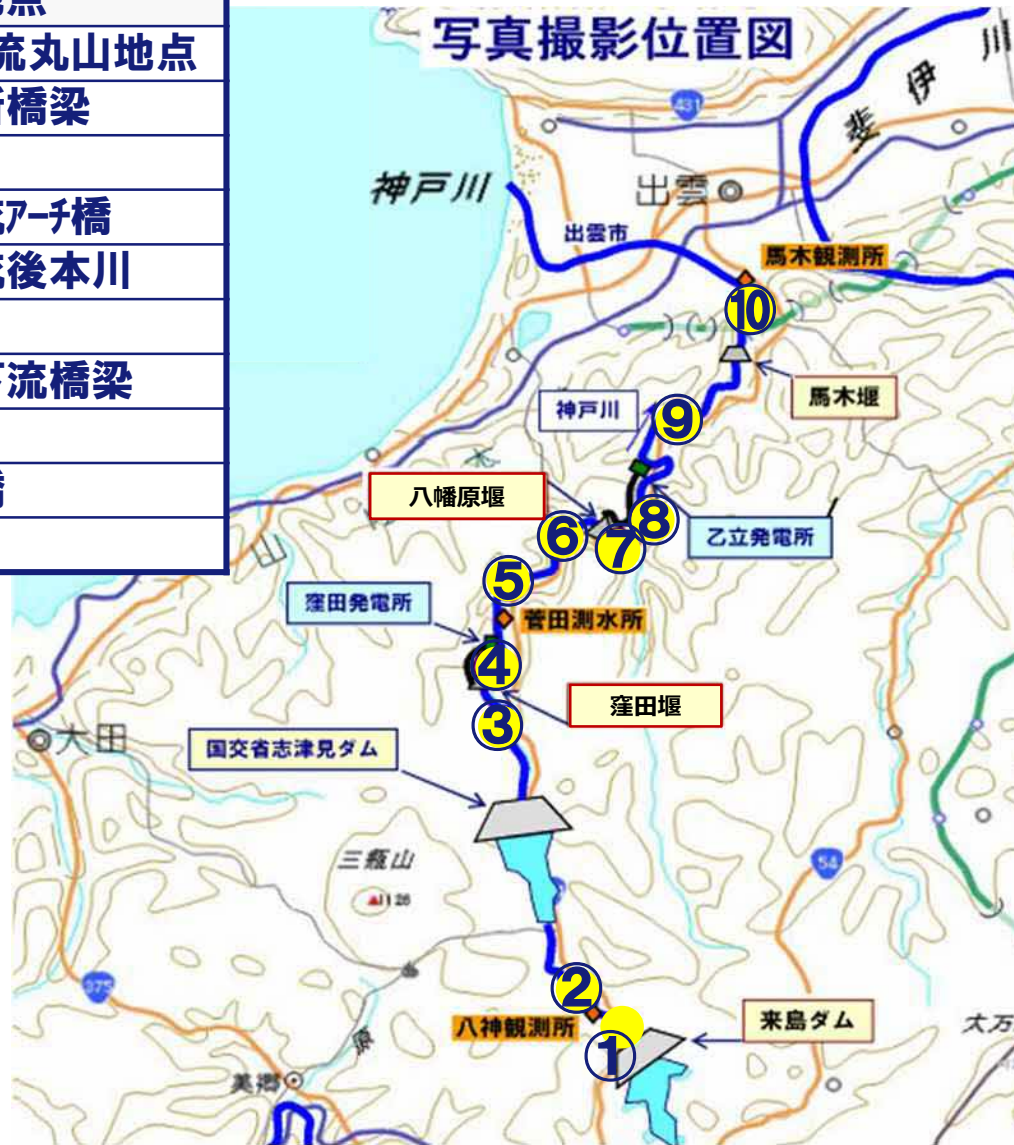 流丸山地点
橋梁
アーチ橋
後本川
流橋梁
写真撮影位置図
431
川
伊
斐
神戸川
出雲
出雲市
馬木観測所
⑩
馬木堰
神戸川
⑨
八幡原堰
⑧
⑥
⑦
乙立発電所
⑤
山
窪田発電所
菅田測水所
④
窪田堰
③
大田
国交省志津見ダム
三瓶山
54
1126
375
②
八神観測所
来島ダム
①
太万
美郷